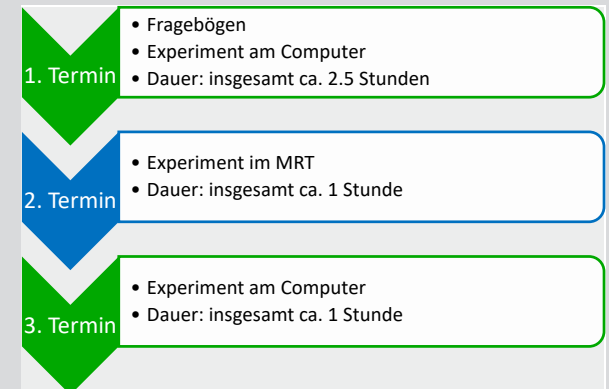 1. Termin
• Fragebögen
• Experiment am Computer
• Dauer: insgesamt ca. 2.5 Stunden
2. Termin
• Experiment im MRT
• Dauer: insgesamt ca. 1 Stunde
3. Termin
• Experiment am Computer
• Dauer: insgesamt ca. 1 Stunde